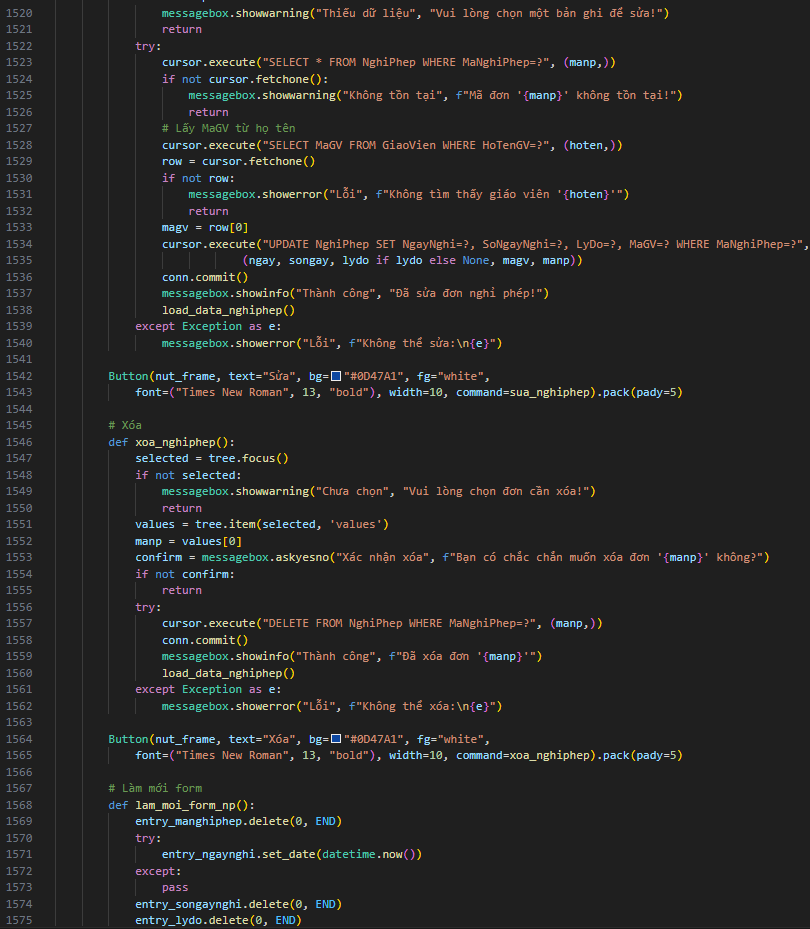 1520                messagebox.showwarning("Thiếu dữ liệu", "Vui lòng chọn một bản ghi để sửa!")
1521                return
1522            try:
1523                cursor.execute("SELECT * FROM NghiPhep WHERE MaNghiPhep=?", (manp,))
1524                if not cursor.fetchone():
1525                    messagebox.showwarning("Không tồn tại", f"Mã đơn '{manp}' không tồn tại!")
1526                    return
1527                # Lấy MaGV từ họ tên
1528                cursor.execute("SELECT MaGV FROM GiaoVien WHERE HoTenGV=?", (hoten,))
1529                row = cursor.fetchone()
1530                if not row:
1531                    messagebox.showerror("Lỗi", f"Không tìm thấy giáo viên '{hoten}'")
1532                    return
1533                magv = row[0]
1534                cursor.execute("UPDATE NghiPhep SET NgayNghi=?, SoNgayNghi=?, LyDo=?, MaGV=? WHERE MaNghiPhep=?",
1535                            (ngay, songay, lydo if lydo else None, magv, manp))
1536                conn.commit()
1537                messagebox.showinfo("Thành công", "Đã sửa đơn nghỉ phép!")
1538                load_data_nghiphep()
1539            except Exception as e:
1540                messagebox.showerror("Lỗi", f"Không thể sửa:\n{e}")
1541
1542        Button(nut_frame, text="Sửa", bg="#0D47A1", fg="white",
1543            font=("Times New Roman", 13, "bold"), width=10, command=sua_nghiphep).pack(pady=5)
1544
1545        # Xóa
1546        def xoa_nghiphep():
1547            selected = tree.focus()
1548            if not selected:
1549                messagebox.showwarning("Chưa chọn", "Vui lòng chọn đơn cần xóa!")
1550                return
1551            values = tree.item(selected, 'values')
1552            manp = values[0]
1553            confirm = messagebox.askyesno("Xác nhận xóa", f"Bạn có chắc chắn muốn xóa đơn '{manp}' không?")
1554            if not confirm:
1555                return
1556            try:
1557                cursor.execute("DELETE FROM NghiPhep WHERE MaNghiPhep=?", (manp,))
1558                conn.commit()
1559                messagebox.showinfo("Thành công", f"Đã xóa đơn '{manp}'")
1560                load_data_nghiphep()
1561            except Exception as e:
1562                messagebox.showerror("Lỗi", f"Không thể xóa:\n{e}")
1563
1564        Button(nut_frame, text="Xóa", bg="#0D47A1", fg="white",
1565            font=("Times New Roman", 13, "bold"), width=10, command=xoa_nghiphep).pack(pady=5)
1566
1567        # Làm mới form
1568        def lam_moi_form_np():
1569            entry_manghiphep.delete(0, END)
1570            try:
1571                entry_ngaynghi.set_date(datetime.now())
1572            except:
1573                pass
1574            entry_songaynghi.delete(0, END)
1575            entry_lydo.delete(0, END)